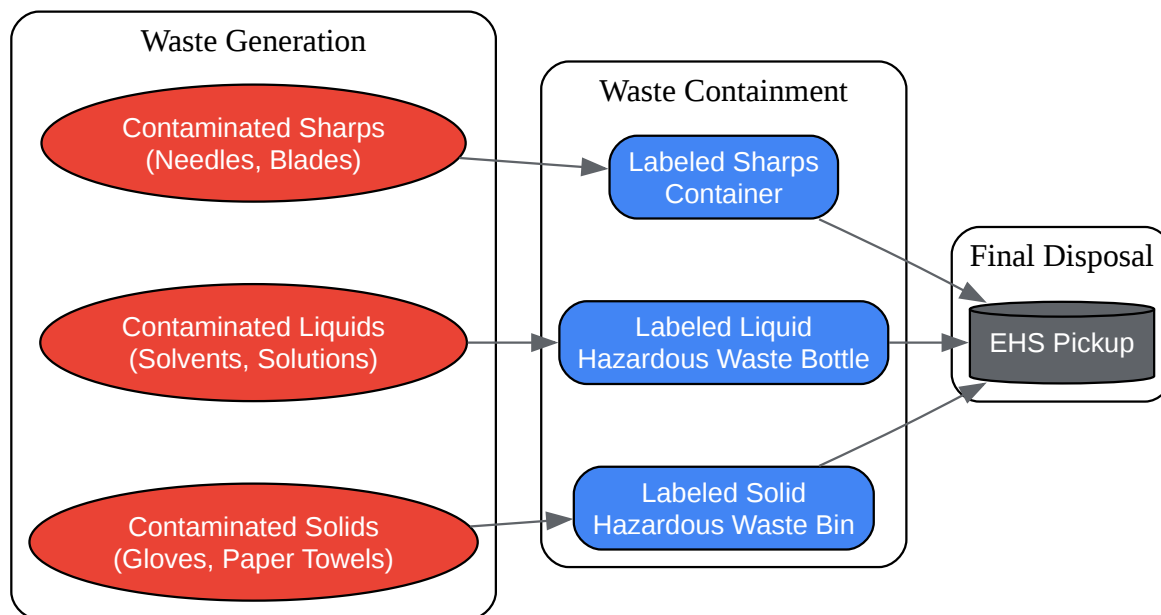 Waste Generation
Contaminated Sharps
(Needles, Blades)
Contaminated Liquids
(Solvents, Solutions)
Contaminated Solids
(Gloves, Paper Towels)
Waste Containment
Labeled Sharps
Container
Labeled Liquid
Hazardous Waste Bottle
Labeled Solid
Hazardous Waste Bin
Final Disposal
EHS Pickup